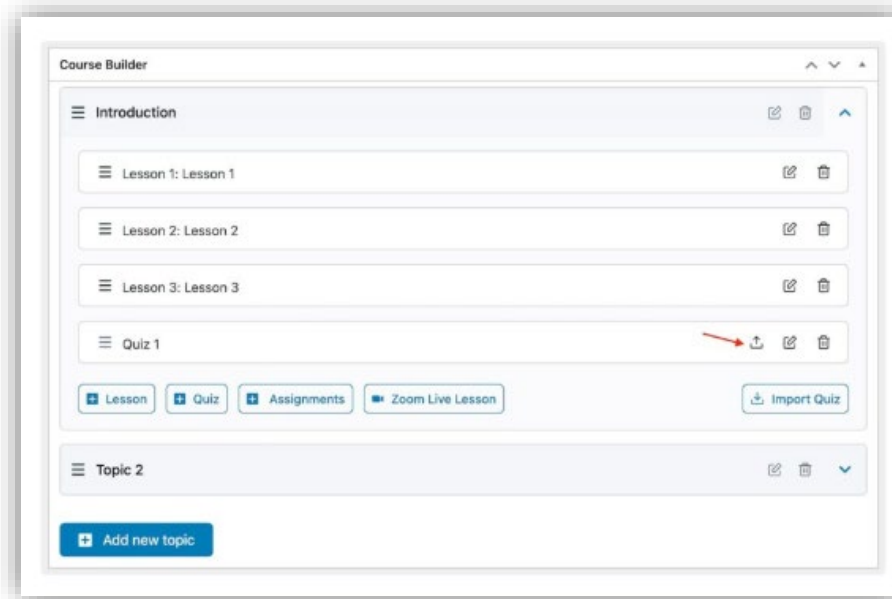 Course Builder
Introduction
Lesson 1: Lesson 1
Lesson 2: Lesson 2
Lesson 3: Lesson 3
Quiz 1
Lesson Quiz Assignments Zoom Live Lesson Import Quiz
Topic 2
Add new topic